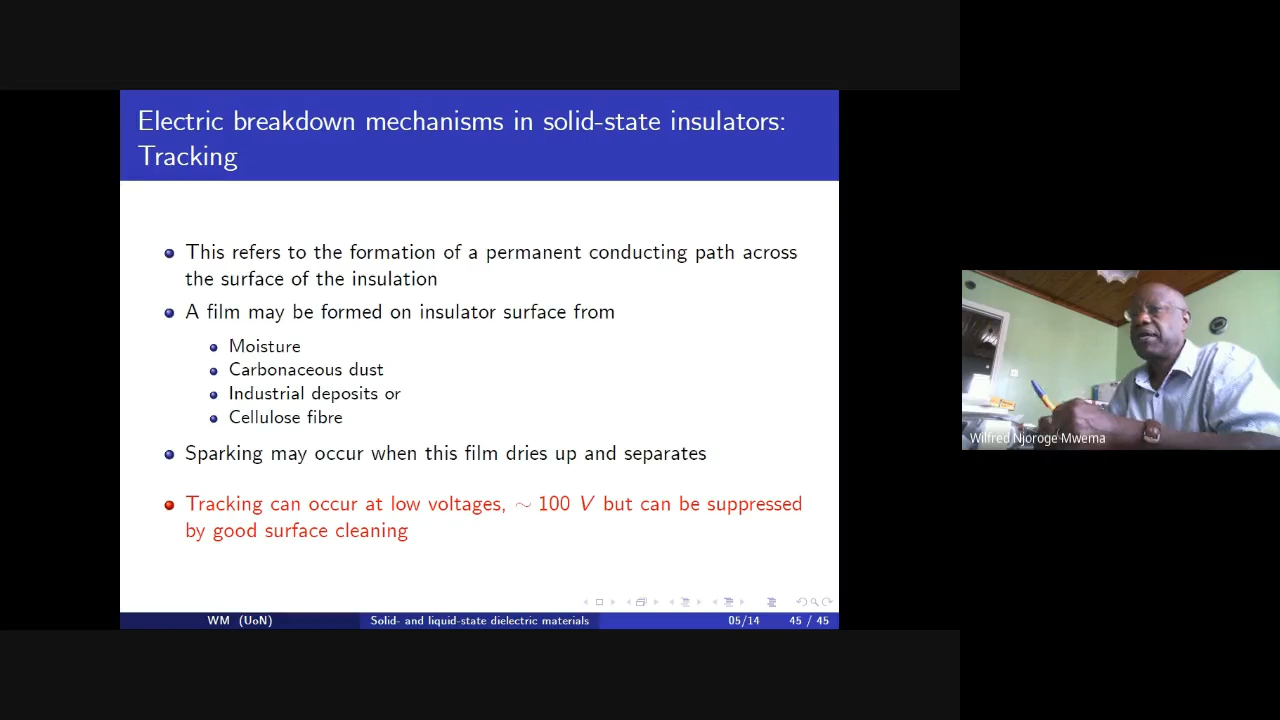 Electric breakdown mechanisms in solid-state insulators:
Tracking
This refers to the formation of a permanent conducting path across
the surface of the insulation
A film may be formed on insulator surface from
Moisture
Carbonaceous dust
Industrial deposits or
Cellulose fibre
Sparking may occur when this film dries up and separates
Tracking can occur at low voltages, ∼ 100 V but can be suppressed
by good surface cleaning
WM (UoN) Solid- and liquid-state dielectric materials 05/14 45 / 45
Wilfred Njoroge Mwema